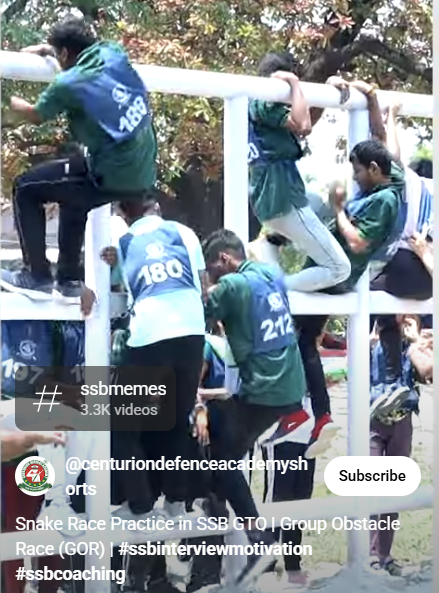 188
180
212
# ssbmemes
3.3K videos
@centuriondefenceacademysh
orts
Subscribe
Snake Race Practice in SSB GTO | Group Obstacle
Race (GOR) | #ssbinterviewmotivation
#ssbcoaching